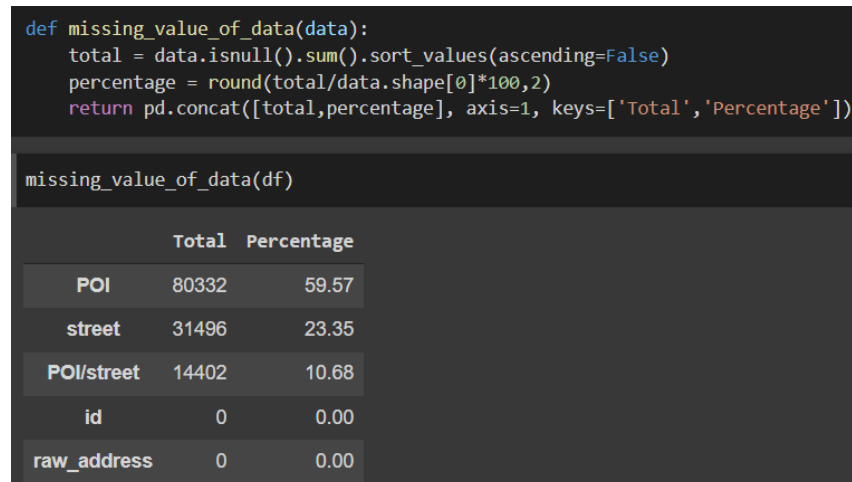 def missing_value_of_data(data):
    total = data.isnull().sum().sort_values(ascending=False)
    percentage = round(total/data.shape[0]*100,2)
    return pd.concat([total,percentage], axis=1, keys=['Total','Percentage'])
missing_value_of_data(df)
Total Percentage
POI 80332 59.57
street 31496 23.35
POI/street 14402 10.68
id 0 0.00
raw_address 0 0.00